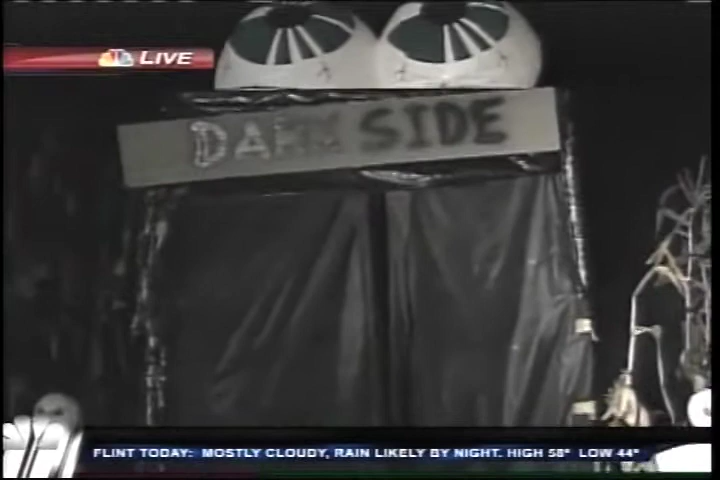 LIVE
DARK SIDE
FLINT TODAY: MOSTLY CLOUDY, RAIN LIKELY BY NIGHT. HIGH 58° LOW 44°